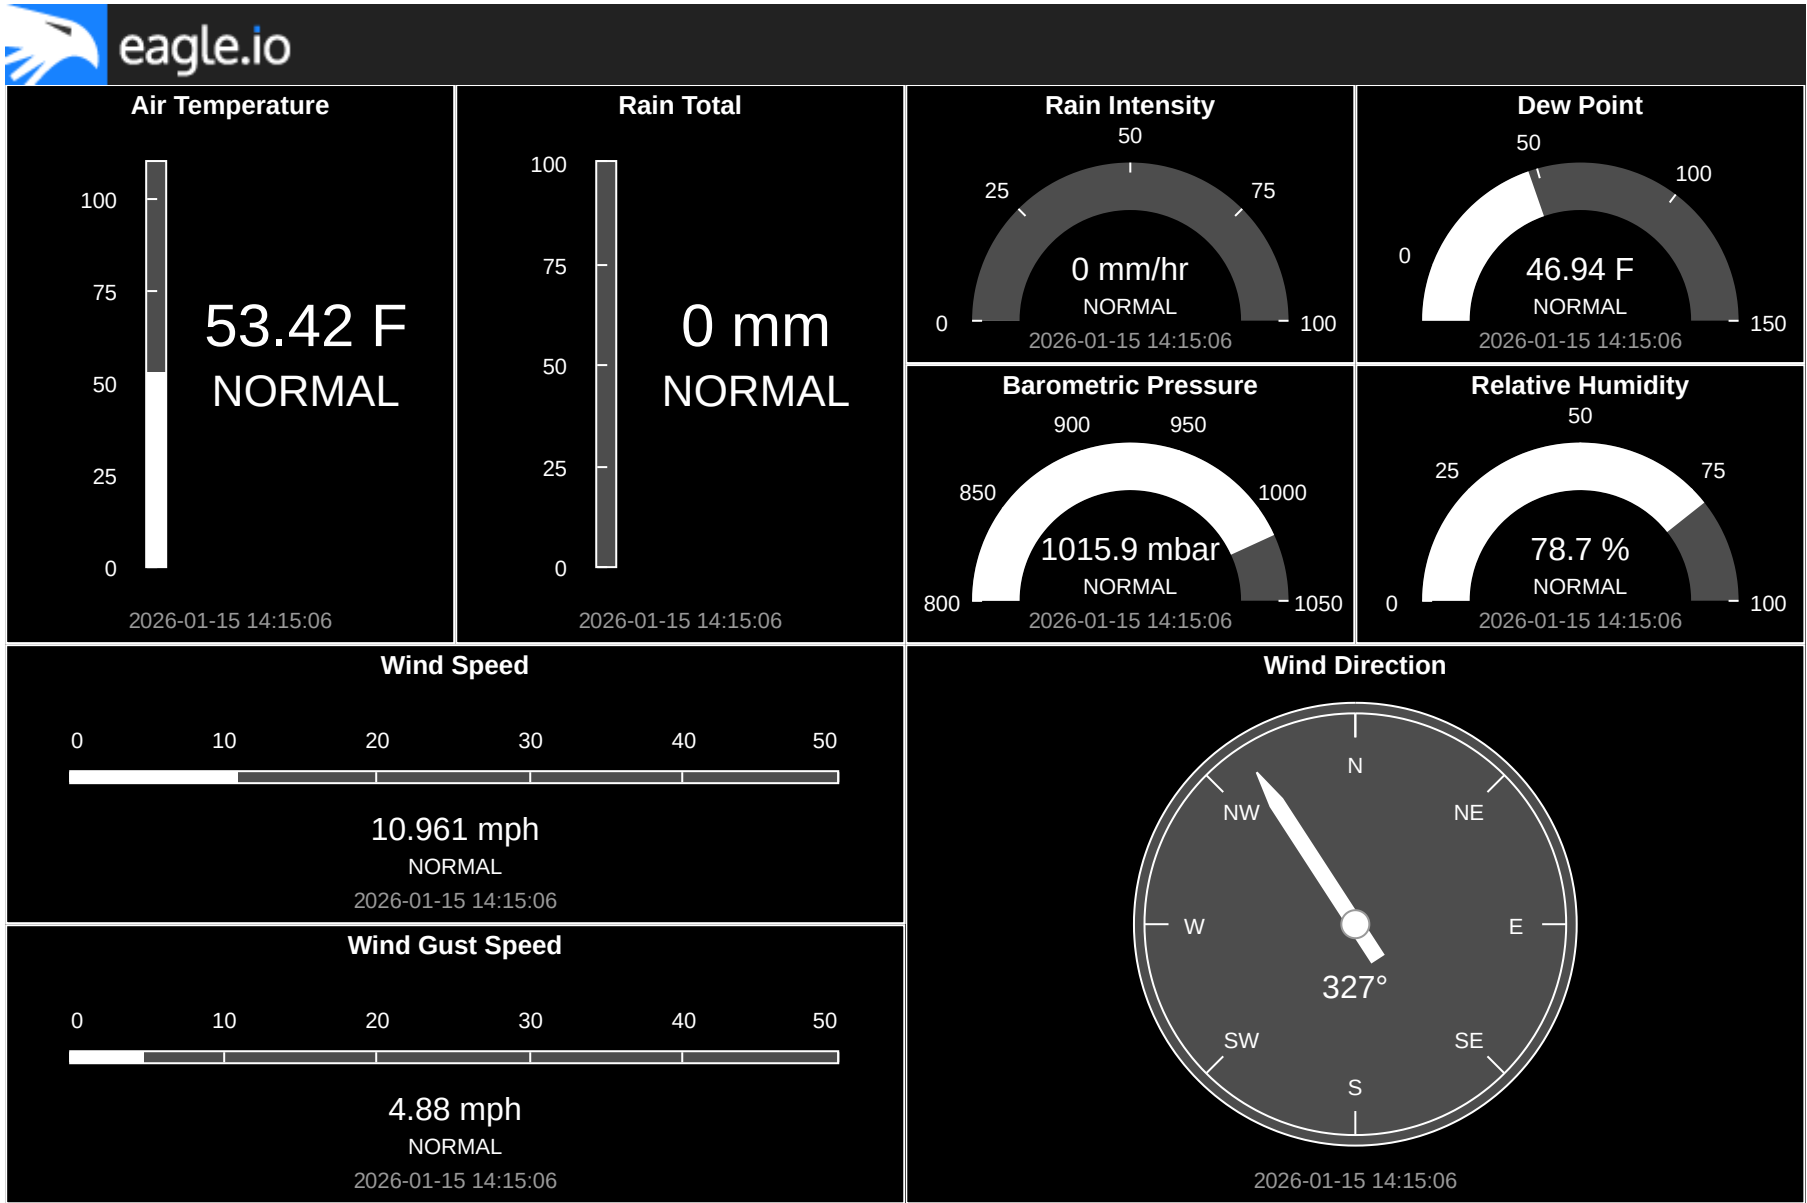 eagle.io
Air Temperature
100
75
50
25
0
53.42 F
NORMAL
2026-01-15 14:15:06
Rain Total
100
75
50
25
0
0 mm
NORMAL
2026-01-15 14:15:06
Rain Intensity
0
25
50
75
100
0 mm/hr
NORMAL
2026-01-15 14:15:06
Dew Point
0
50
100
150
46.94 F
NORMAL
2026-01-15 14:15:06
Barometric Pressure
800
850
900
950
1000
1050
1015.9 mbar
NORMAL
2026-01-15 14:15:06
Relative Humidity
0
25
50
75
100
78.7 %
NORMAL
2026-01-15 14:15:06
Wind Speed
0 10 20 30 40 50
10.961 mph
NORMAL
2026-01-15 14:15:06
Wind Gust Speed
0 10 20 30 40 50
4.88 mph
NORMAL
2026-01-15 14:15:06
Wind Direction
N
NW NE
W E
327°
SW SE
S
2026-01-15 14:15:06